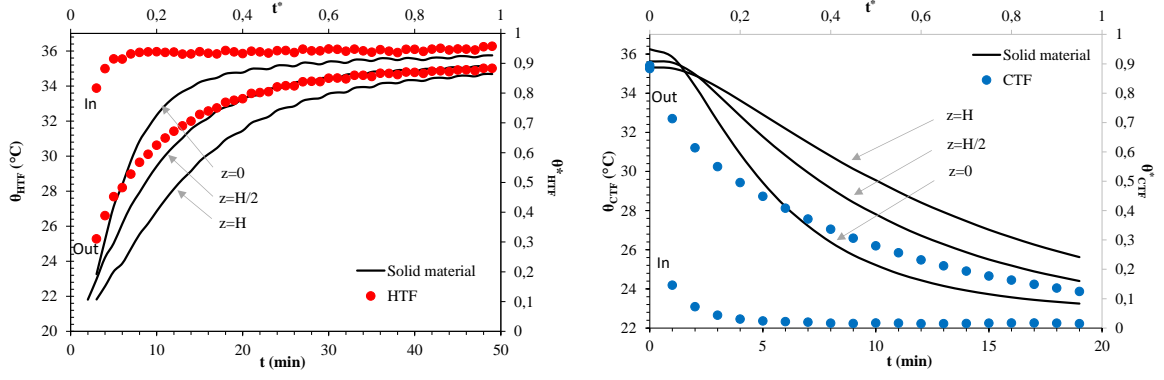 t*
0 0,2 0,4 0,6 0,8 1
36
34
32
30
28
26
24
22
20
θHTF (°C)
1
0,9
0,8
0,7
0,6
0,5
0,4
0,3
0,2
0,1
0
θ*HTF
In
Out
z=0
z=H/2
z=H
Solid material
HTF
0 10 20 30 40 50
t (min)
t*
0 0,2 0,4 0,6 0,8 1
36
34
32
30
28
26
24
22
θCTF (°C)
1
0,9
0,8
0,7
0,6
0,5
0,4
0,3
0,2
0,1
0
θ*CTF
Out
In
z=H
z=H/2
z=0
Solid material
CTF
0 5 10 15 20
t (min)